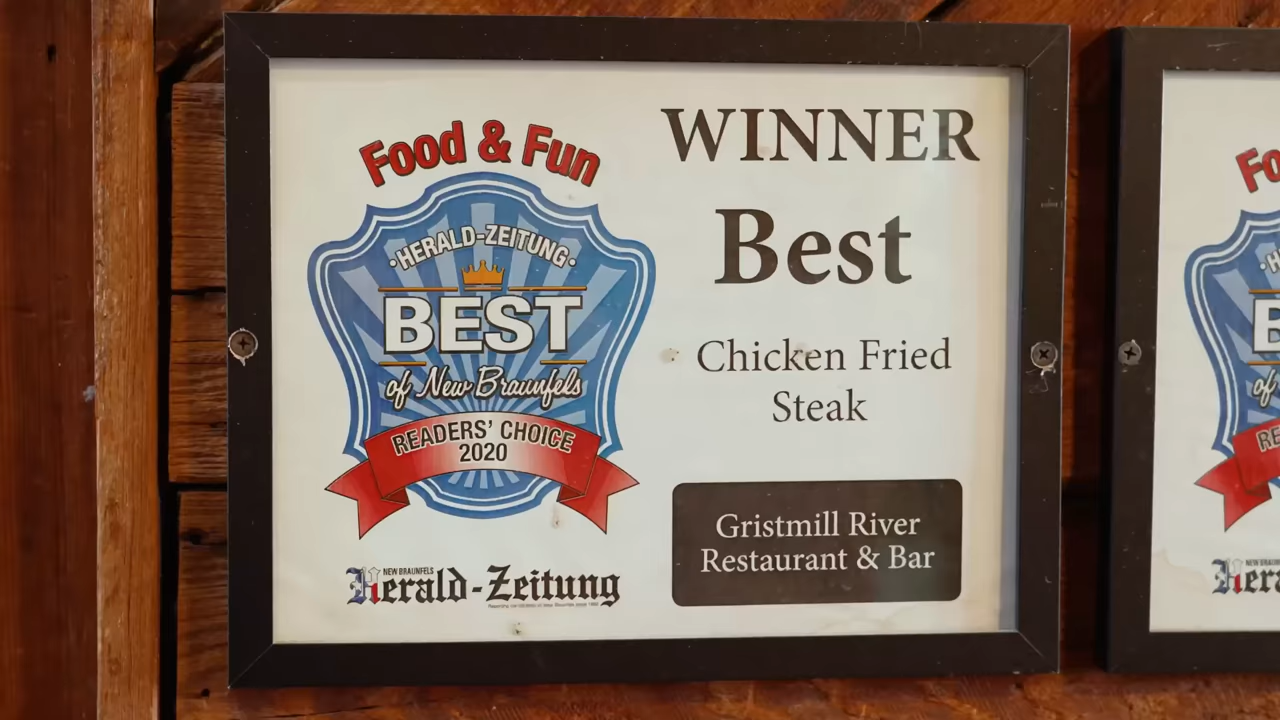 Food & Fun
·HERALD-ZEITUNG·
BEST
of New Braunfels
READERS' CHOICE
2020
NEW BRAUNFELS
Herald-Zeitung
WINNER
Best
Chicken Fried
Steak
Gristmill River
Restaurant & Bar